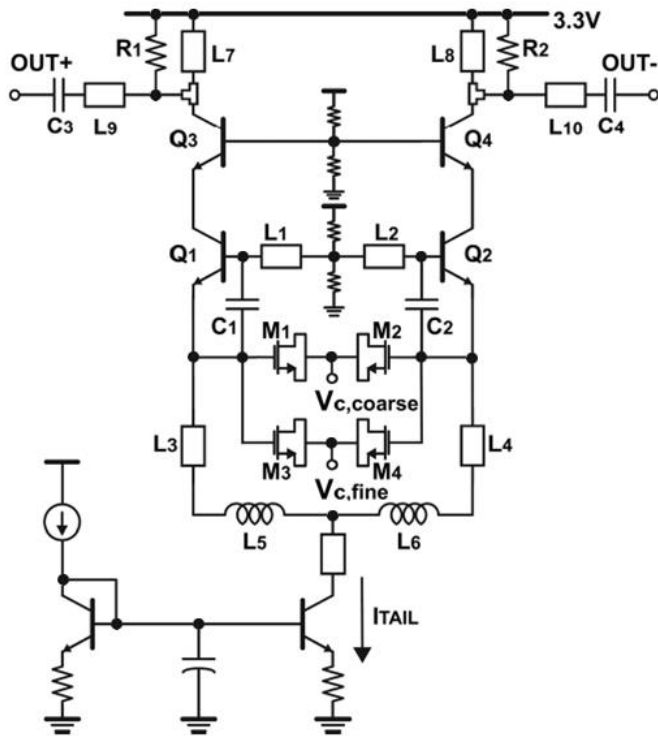 3.3V
R1 L7 L8 R2
OUT+ OUT-
C3 L9 L10 C4
Q3 Q4
L1 L2
Q1 Q2
C1 M1 M2 C2
Vc,coarse
L3 L4
M3 M4
Vc,fine
L5 L6
ITAIL